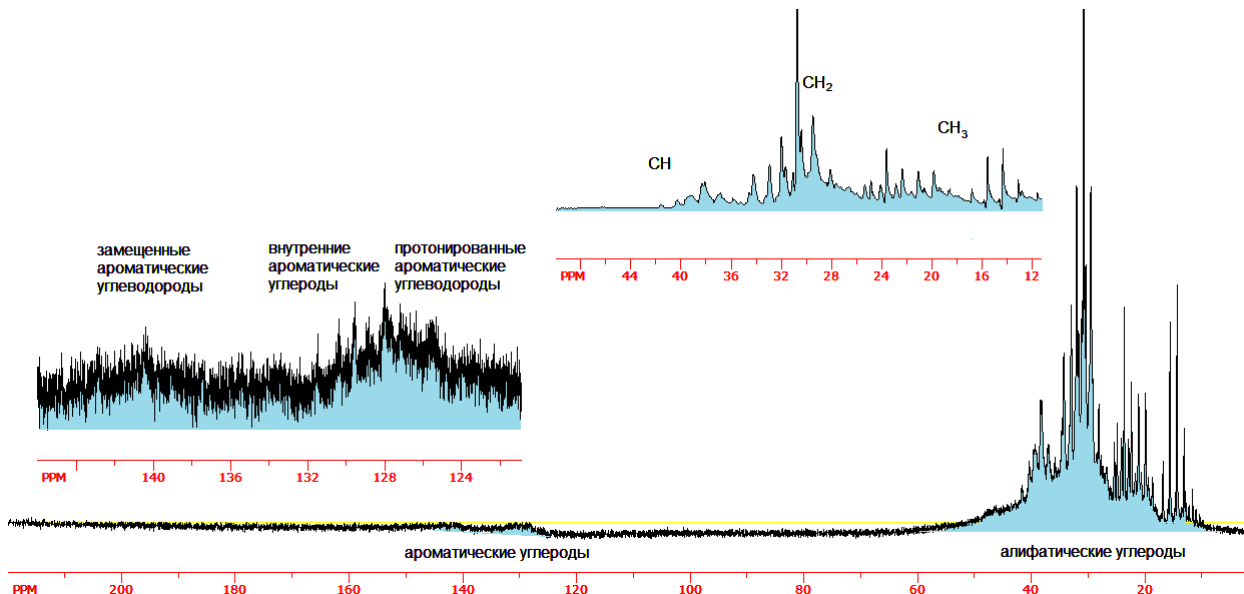 CH₂
CH₃
CH
PPM 44 40 36 32 28 24 20 16 12
замещенные
ароматические
углеводороды
внутренние
ароматические
углероды
протонированные
ароматические
углеводороды
PPM 140 136 132 128 124
ароматические углероды
алифатические углероды
PPM 200 180 160 140 120 100 80 60 40 20